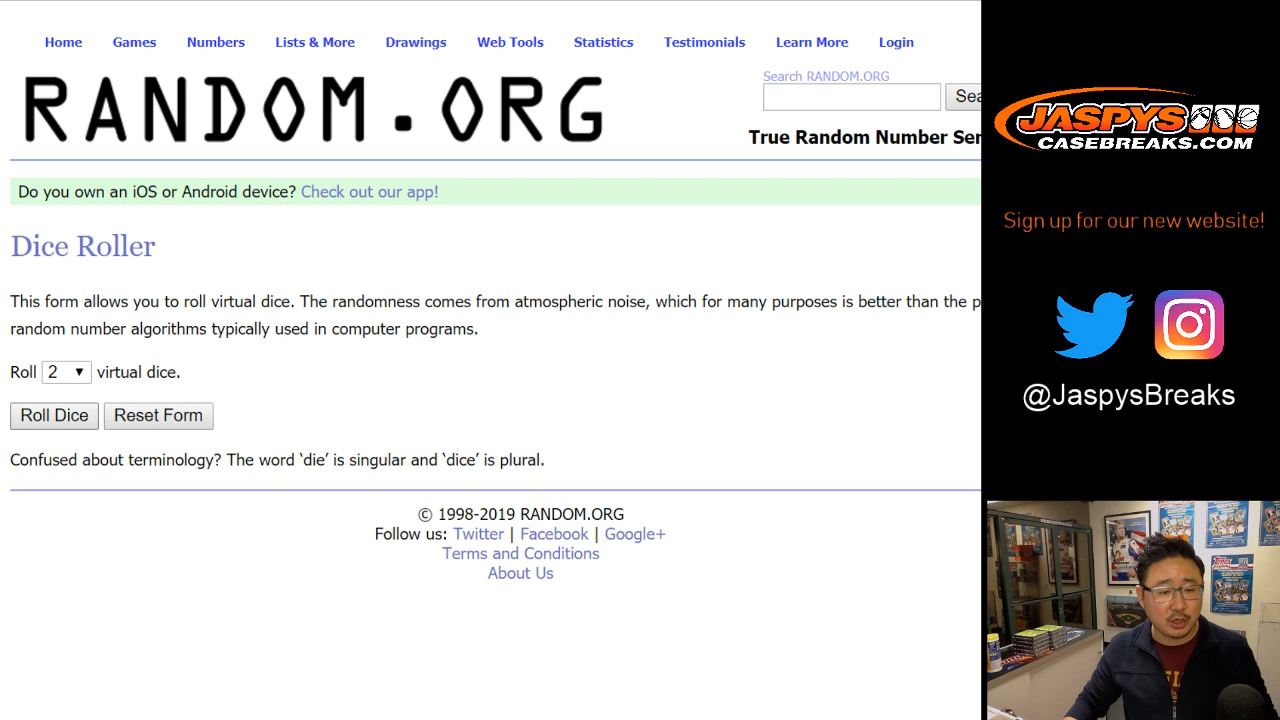 Home Games Numbers Lists & More Drawings Web Tools Statistics Testimonials Learn More Login
RANDOM.ORG
Search RANDOM.ORG
Sea
True Random Number Ser
Do you own an iOS or Android device? Check out our app!
Dice Roller
This form allows you to roll virtual dice. The randomness comes from atmospheric noise, which for many purposes is better than the p
random number algorithms typically used in computer programs.
Roll 2 virtual dice.
Roll Dice Reset Form
Confused about terminology? The word ‘die’ is singular and ‘dice’ is plural.
© 1998-2019 RANDOM.ORG
Follow us: Twitter | Facebook | Google+
Terms and Conditions
About Us
JASPYS
CASEBREAKS.COM
Sign up for our new website!
@JaspysBreaks